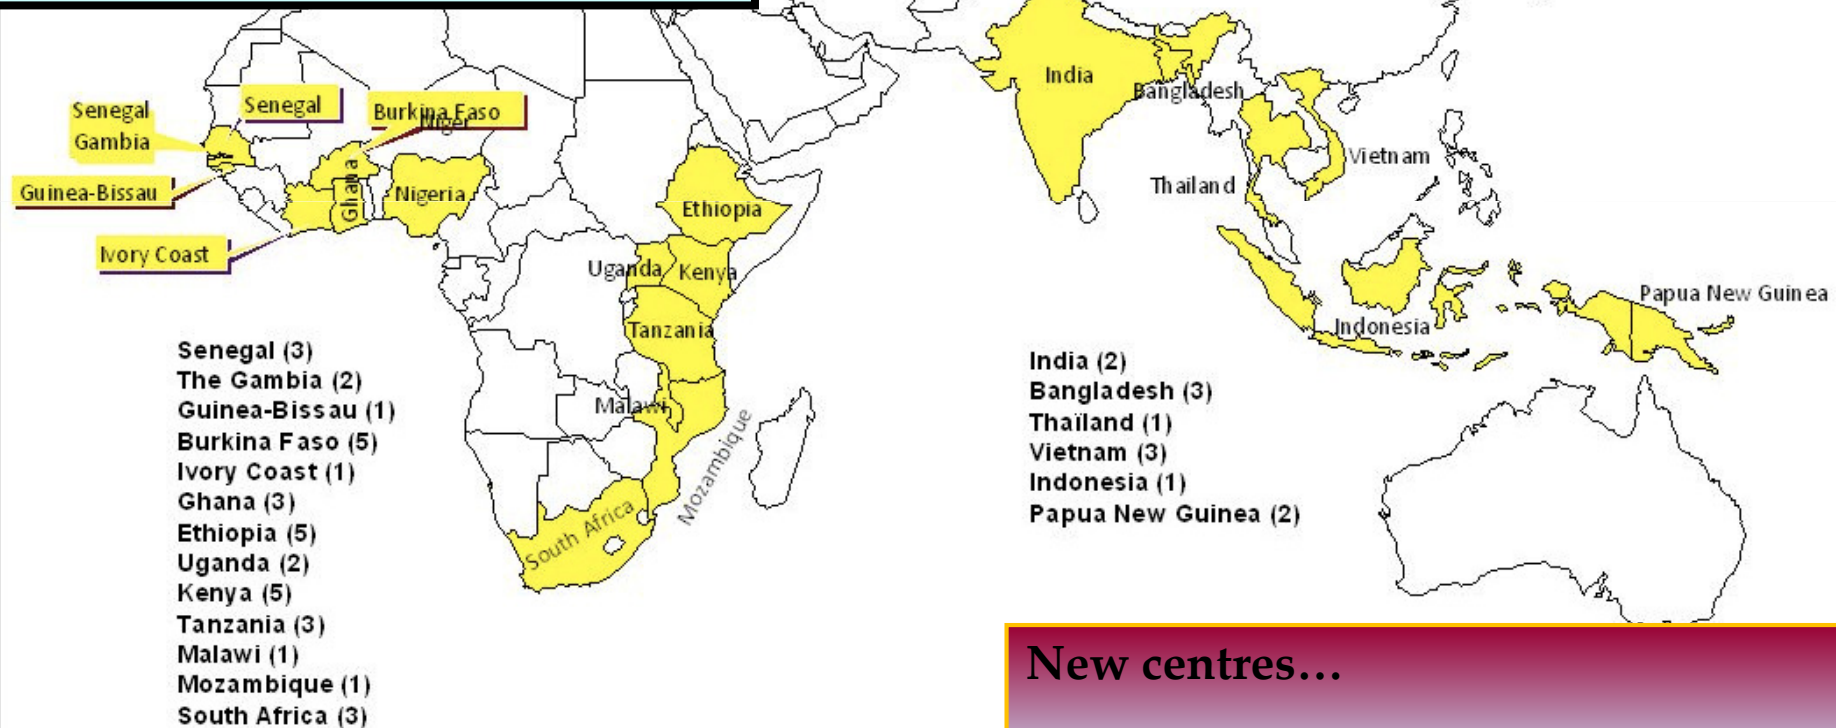 Senegal
Gambia
Senegal
Burkina Faso
Niger
Guinea-Bissau
Ghana
Nigeria
Ivory Coast
Ethiopia
Uganda
Kenya
Tanzania
Malawi
Mozambique
South Africa
India
Bangladesh
Vietnam
Thailand
Papua New Guinea
Indonesia
Senegal (3)
The Gambia (2)
Guinea-Bissau (1)
Burkina Faso (5)
Ivory Coast (1)
Ghana (3)
Ethiopia (5)
Uganda (2)
Kenya (5)
Tanzania (3)
Malawi (1)
Mozambique (1)
South Africa (3)
India (2)
Bangladesh (3)
Thaïland (1)
Vietnam (3)
Indonesia (1)
Papua New Guinea (2)
New centres...